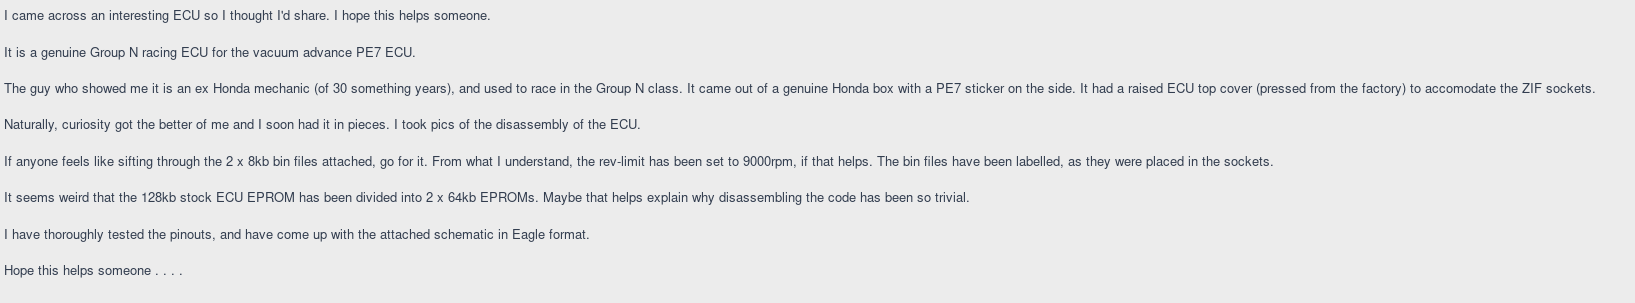 I came across an interesting ECU so I thought I'd share. I hope this helps someone.
It is a genuine Group N racing ECU for the vacuum advance PE7 ECU.
The guy who showed me it is an ex Honda mechanic (of 30 something years), and used to race in the Group N class. It came out of a genuine Honda box with a PE7 sticker on the side. It had a raised ECU top cover (pressed from the factory) to accomodate the ZIF sockets.
Naturally, curiosity got the better of me and I soon had it in pieces. I took pics of the disassembly of the ECU.
If anyone feels like sifting through the 2 x 8kb bin files attached, go for it. From what I understand, the rev-limit has been set to 9000rpm, if that helps. The bin files have been labelled, as they were placed in the sockets.
It seems weird that the 128kb stock ECU EPROM has been divided into 2 x 64kb EPROMs. Maybe that helps explain why disassembling the code has been so trivial.
I have thoroughly tested the pinouts, and have come up with the attached schematic in Eagle format.
Hope this helps someone . . . .